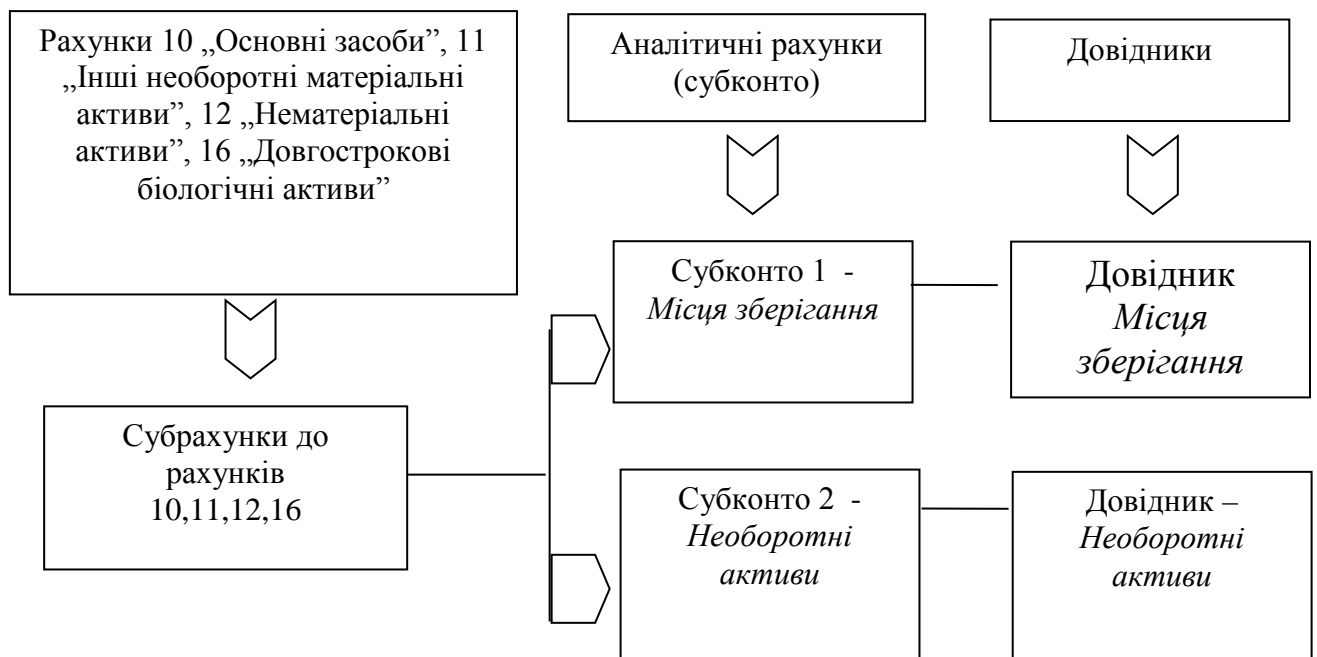 Рахунки 10 „Основні засоби”, 11
„Інші необоротні матеріальні
активи”, 12 „Нематеріальні
активи”, 16 „Довгострокові
біологічні активи”
Аналітичні рахунки
(субконто)
Довідники
Субконто 1 -
Місця зберігання
Довідник
Місця
зберігання
Субрахунки до
рахунків
10,11,12,16
Субконто 2 -
Необоротні
активи
Довідник –
Необоротні
активи